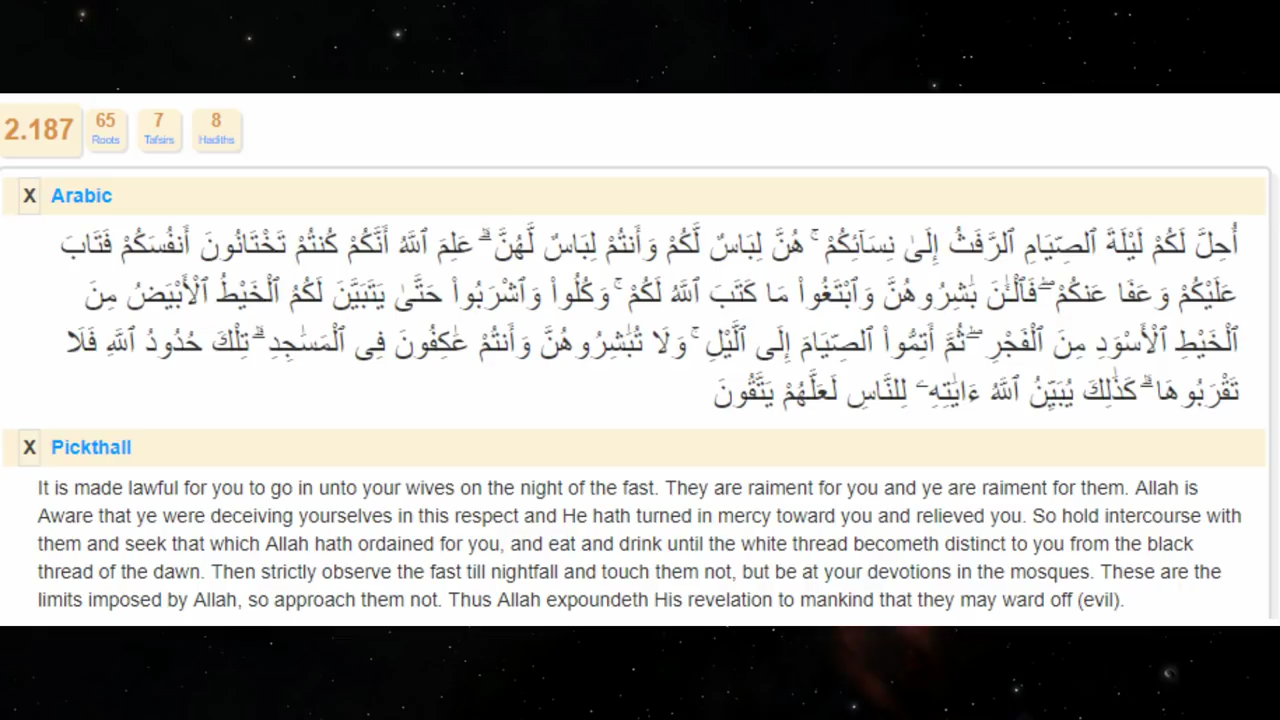 2.187
65
Roots
7
Tafsirs
8
Hadiths
X Arabic
أُحِلَّ لَكُمْ لَيْلَةَ ٱلصِّيَامِ ٱلرَّفَثُ إِلَىٰ نِسَآئِكُمْ ۚ هُنَّ لِبَاسٌ لَّكُمْ وَأَنتُمْ لِبَاسٌ لَّهُنَّ ۗ عَلِمَ ٱللَّهُ أَنَّكُمْ كُنتُمْ تَخْتَانُونَ أَنفُسَكُمْ فَتَابَ
عَلَيْكُمْ وَعَفَا عَنكُمْ ۖ فَٱلْـَٰٔنَ بَٰشِرُوهُنَّ وَٱبْتَغُوا۟ مَا كَتَبَ ٱللَّهُ لَكُمْ ۚ وَكُلُوا۟ وَٱشْرَبُوا۟ حَتَّىٰ يَتَبَيَّنَ لَكُمُ ٱلْخَيْطُ ٱلْأَبْيَضُ مِنَ
ٱلْخَيْطِ ٱلْأَسْوَدِ مِنَ ٱلْفَجْرِ ۖ ثُمَّ أَتِمُّوا۟ ٱلصِّيَامَ إِلَى ٱلَّيْلِ ۚ وَلَا تُبَٰشِرُوهُنَّ وَأَنتُمْ عَٰكِفُونَ فِى ٱلْمَسَٰجِدِ ۗ تِلْكَ حُدُودُ ٱللَّهِ فَلَا
تَقْرَبُوهَا ۗ كَذَٰلِكَ يُبَيِّنُ ٱللَّهُ ءَايَٰتِهِۦ لِلنَّاسِ لَعَلَّهُمْ يَتَّقُونَ
X Pickthall
It is made lawful for you to go in unto your wives on the night of the fast. They are raiment for you and ye are raiment for them. Allah is
Aware that ye were deceiving yourselves in this respect and He hath turned in mercy toward you and relieved you. So hold intercourse with
them and seek that which Allah hath ordained for you, and eat and drink until the white thread becometh distinct to you from the black
thread of the dawn. Then strictly observe the fast till nightfall and touch them not, but be at your devotions in the mosques. These are the
limits imposed by Allah, so approach them not. Thus Allah expoundeth His revelation to mankind that they may ward off (evil).